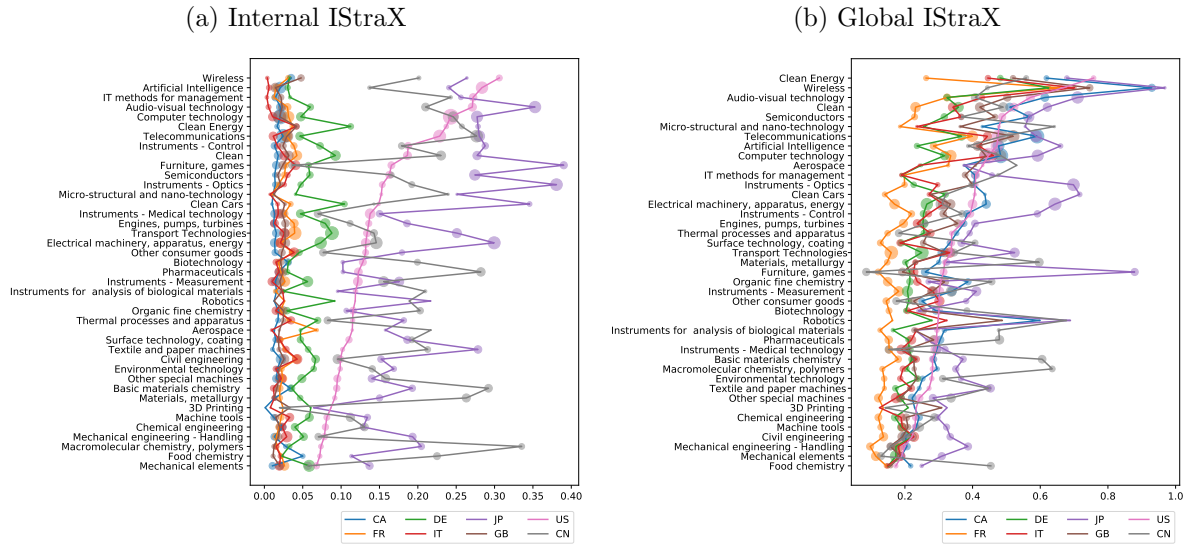 (a) Internal IStraX
Wireless
Artificial Intelligence
IT methods for management
Audio-visual technology
Computer technology
Clean Energy
Telecommunications
Instruments - Control
Clean
Furniture, games
Semiconductors
Instruments - Optics
Micro-structural and nano-technology
Clean Cars
Instruments - Medical technology
Engines, pumps, turbines
Transport Technologies
Electrical machinery, apparatus, energy
Other consumer goods
Biotechnology
Pharmaceuticals
Instruments - Measurement
Instruments for analysis of biological materials
Robotics
Organic fine chemistry
Thermal processes and apparatus
Aerospace
Surface technology, coating
Textile and paper machines
Civil engineering
Environmental technology
Other special machines
Basic materials chemistry
Materials, metallurgy
3D Printing
Machine tools
Chemical engineering
Mechanical engineering - Handling
Macromolecular chemistry, polymers
Food chemistry
Mechanical elements
0.00 0.05 0.10 0.15 0.20 0.25 0.30 0.35 0.40
CA DE JP US
FR IT GB CN
(b) Global IStraX
Clean Energy
Wireless
Audio-visual technology
Clean
Semiconductors
Micro-structural and nano-technology
Telecommunications
Artificial Intelligence
Computer technology
Aerospace
IT methods for management
Instruments - Optics
Clean Cars
Electrical machinery, apparatus, energy
Instruments - Control
Engines, pumps, turbines
Thermal processes and apparatus
Surface technology, coating
Transport Technologies
Materials, metallurgy
Furniture, games
Organic fine chemistry
Instruments - Measurement
Other consumer goods
Biotechnology
Robotics
Instruments for analysis of biological materials
Pharmaceuticals
Instruments - Medical technology
Basic materials chemistry
Macromolecular chemistry, polymers
Environmental technology
Textile and paper machines
Other special machines
3D Printing
Chemical engineering
Machine tools
Civil engineering
Mechanical engineering - Handling
Mechanical elements
Food chemistry
0.2 0.4 0.6 0.8 1.0
CA DE JP US
FR IT GB CN